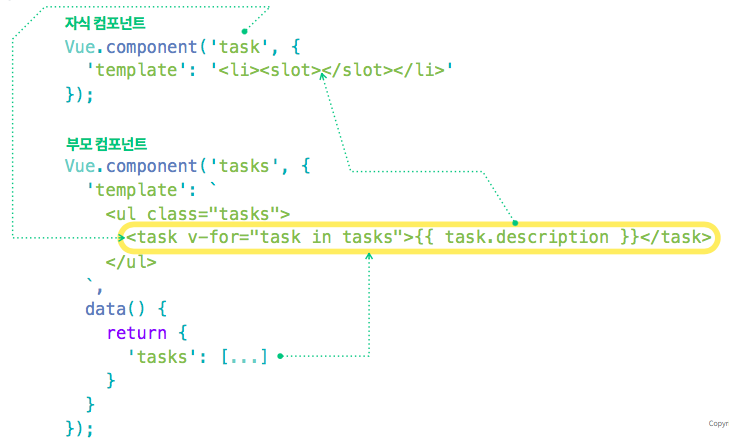 자식 컴포넌트
Vue.component('task', {
  'template': '<li><slot></slot></li>'
});
부모 컴포넌트
Vue.component('tasks', {
  'template': `
    <ul class="tasks">
      <task v-for="task in tasks">{{ task.description }}</task>
    </ul>
  `,
  data() {
    return {
      'tasks': [...]
    }
  }
});
Copyr